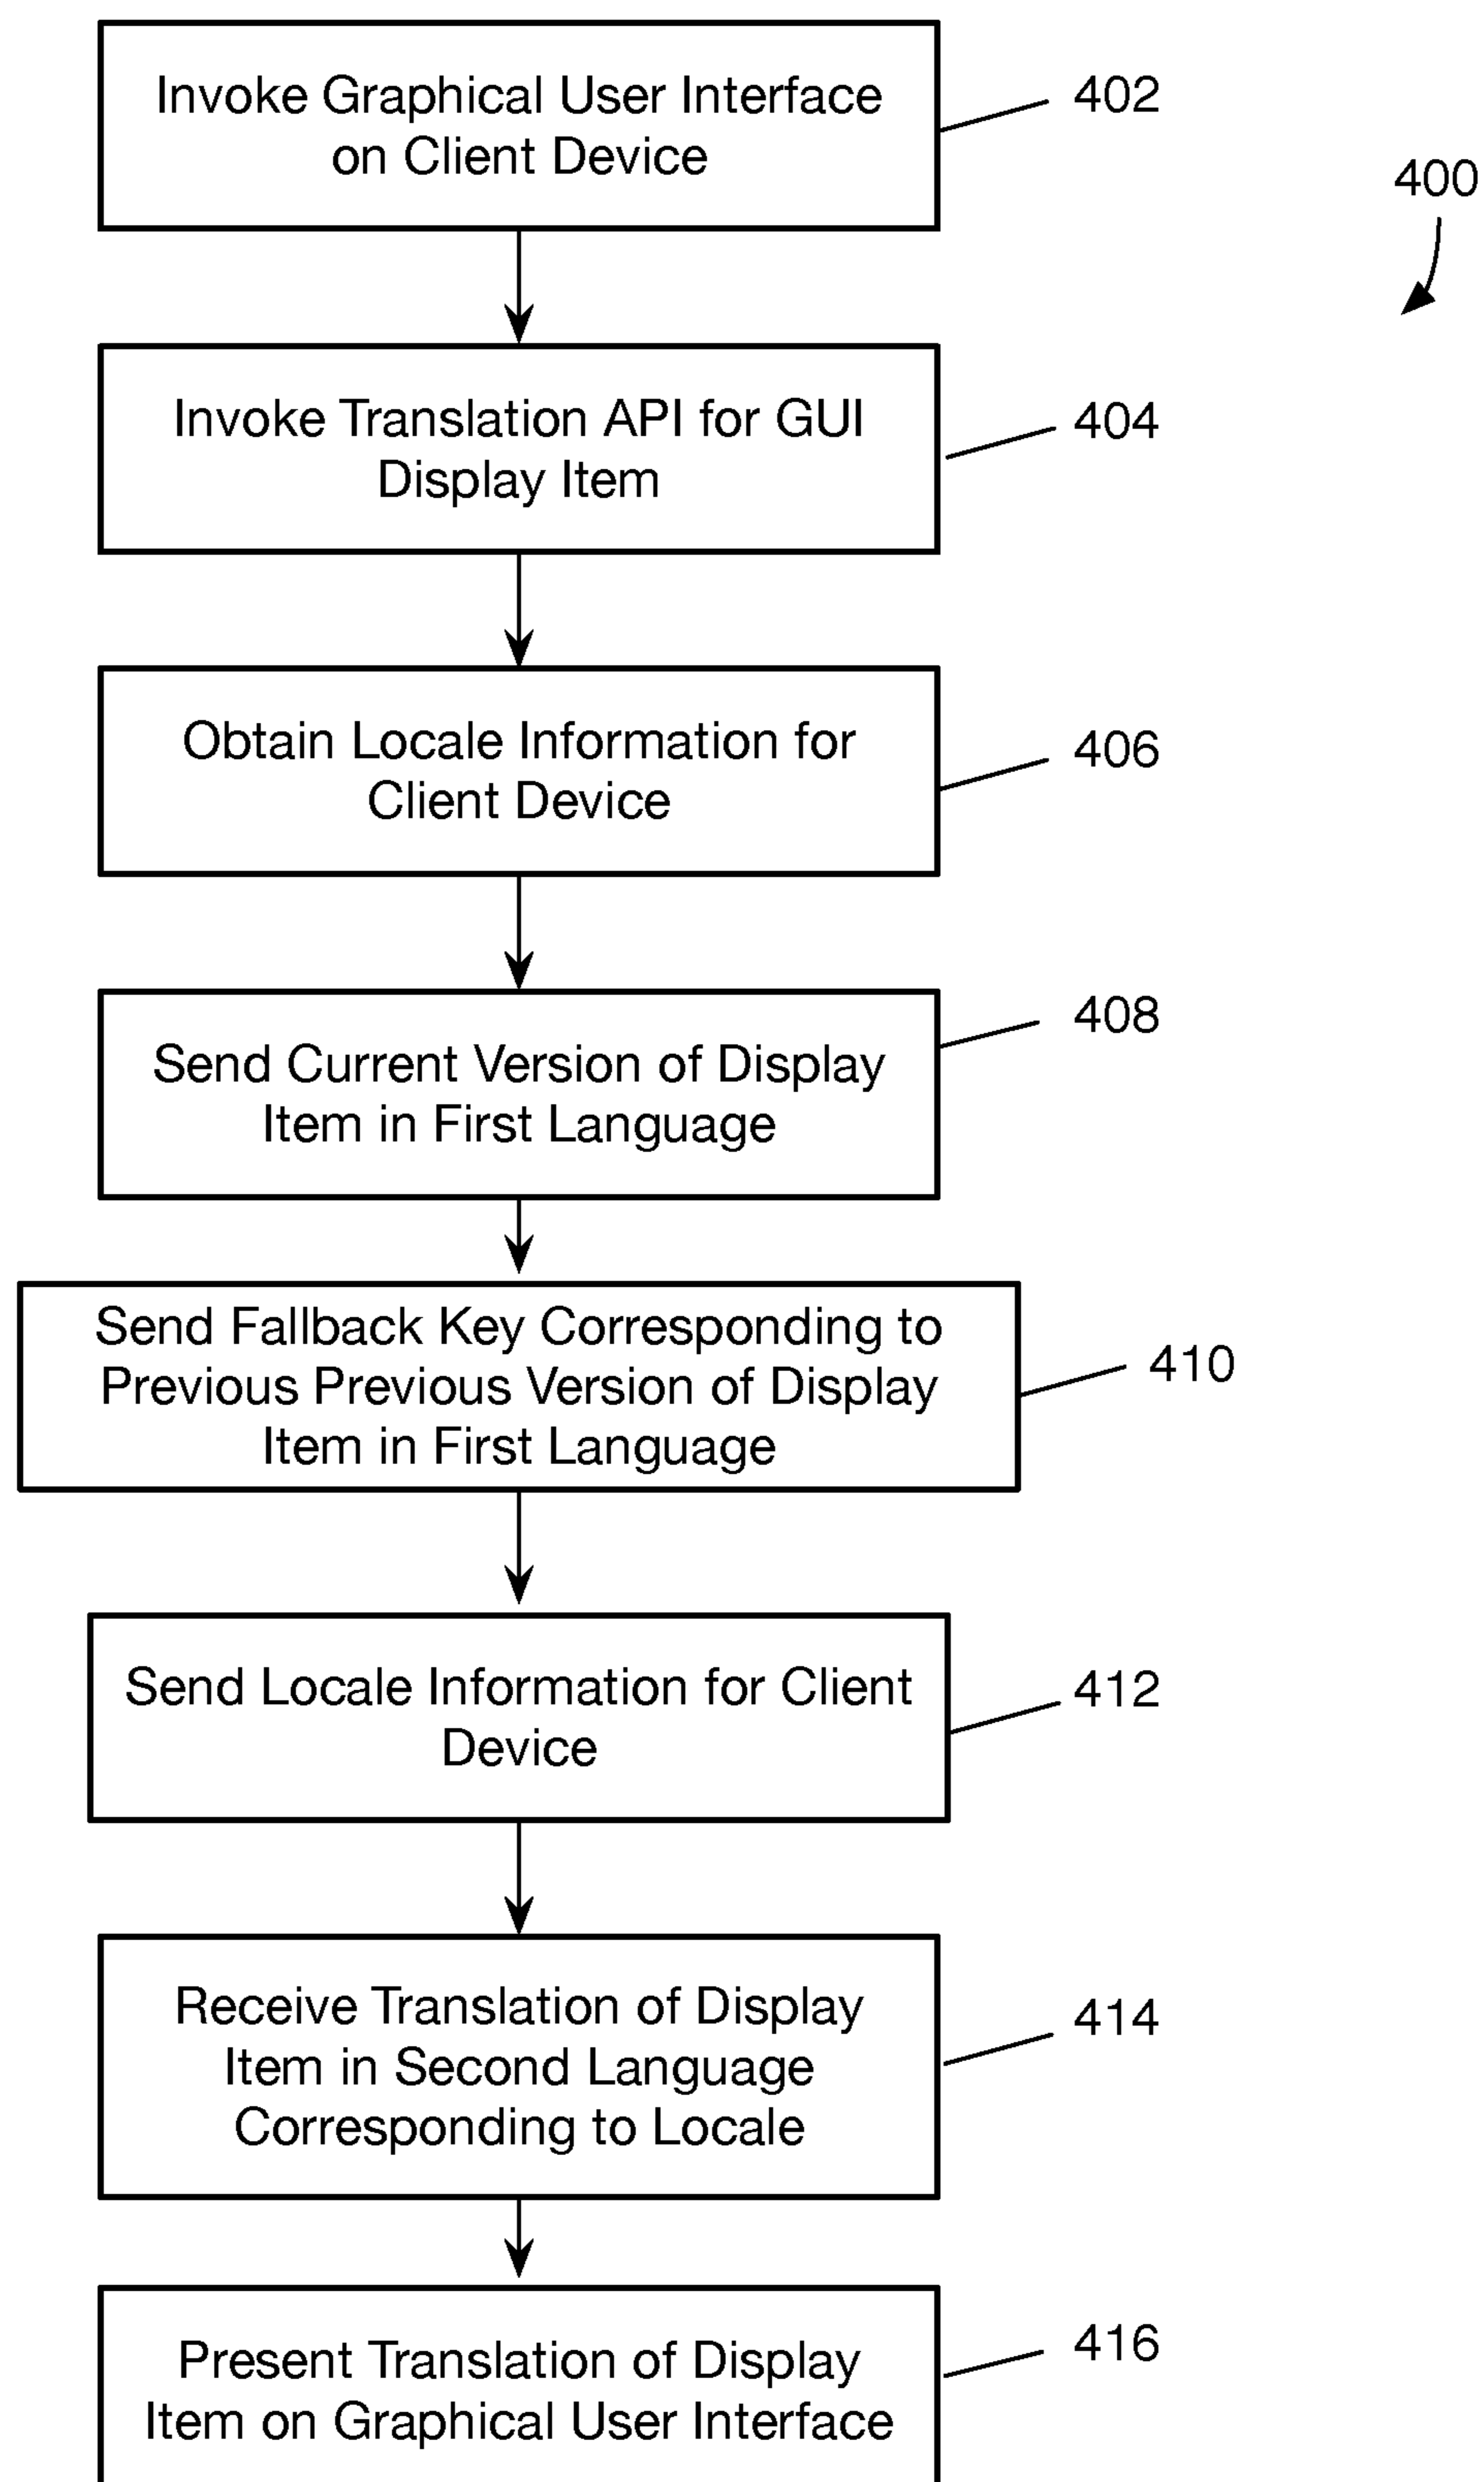 Invoke Graphical User Interface
on Client Device
402
400
Invoke Translation API for GUI
Display Item
404
Obtain Locale Information for
Client Device
406
Send Current Version of Display
Item in First Language
408
Send Fallback Key Corresponding to
Previous Previous Version of Display
Item in First Language
410
Send Locale Information for Client
Device
412
Receive Translation of Display
Item in Second Language
Corresponding to Locale
414
Present Translation of Display
Item on Graphical User Interface
416